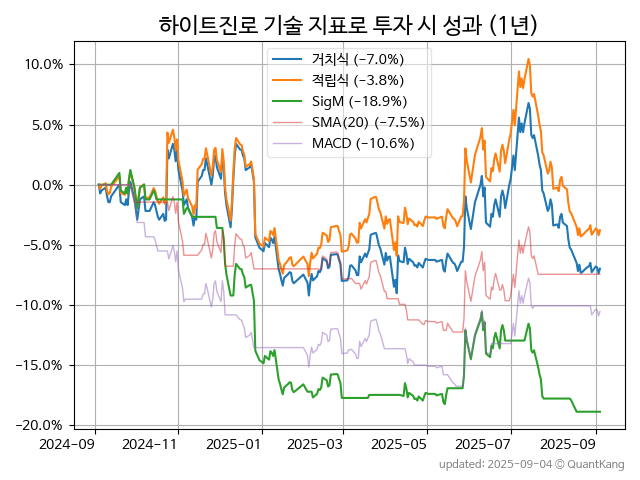 하이트진로 기술 지표로 투자 시 성과 (1년)
거치식 (−7.0%)
적립식 (−3.8%)
SigM (−18.9%)
SMA(20) (−7.5%)
MACD (−10.6%)
10.0%
5.0%
0.0%
−5.0%
−10.0%
−15.0%
−20.0%
2024-09 2024-11 2025-01 2025-03 2025-05 2025-07 2025-09
updated: 2025-09-04 © QuantKang